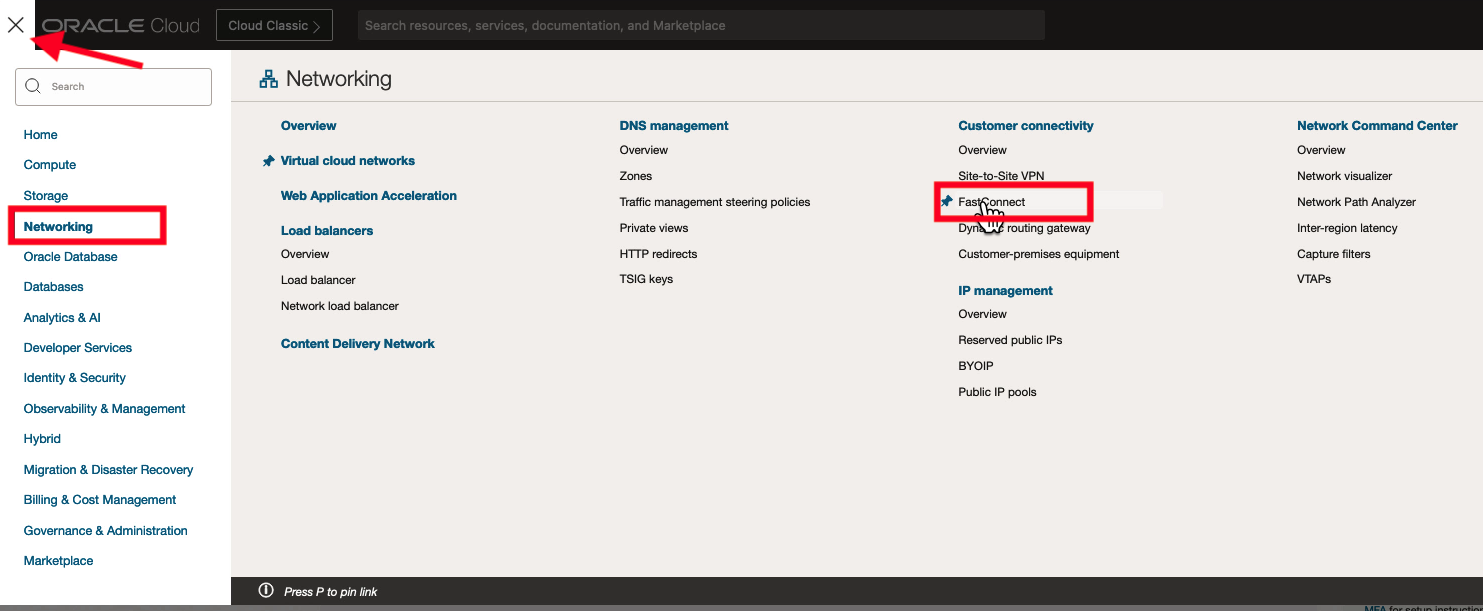 ORACLE Cloud
Cloud Classic
Search resources, services, documentation, and Marketplace
Search
Home
Compute
Storage
Networking
Oracle Database
Databases
Analytics & AI
Developer Services
Identity & Security
Observability & Management
Hybrid
Migration & Disaster Recovery
Billing & Cost Management
Governance & Administration
Marketplace
Networking
Overview
Virtual cloud networks
Web Application Acceleration
Load balancers
Overview
Load balancer
Network load balancer
Content Delivery Network
DNS management
Overview
Zones
Traffic management steering policies
Private views
HTTP redirects
TSIG keys
Customer connectivity
Overview
Site-to-Site VPN
FastConnect
Dynamic routing gateway
Customer-premises equipment
IP management
Overview
Reserved public IPs
BYOIP
Public IP pools
Network Command Center
Overview
Network visualizer
Network Path Analyzer
Inter-region latency
Capture filters
VTAPs
Press P to pin link
MFA for setup instruction